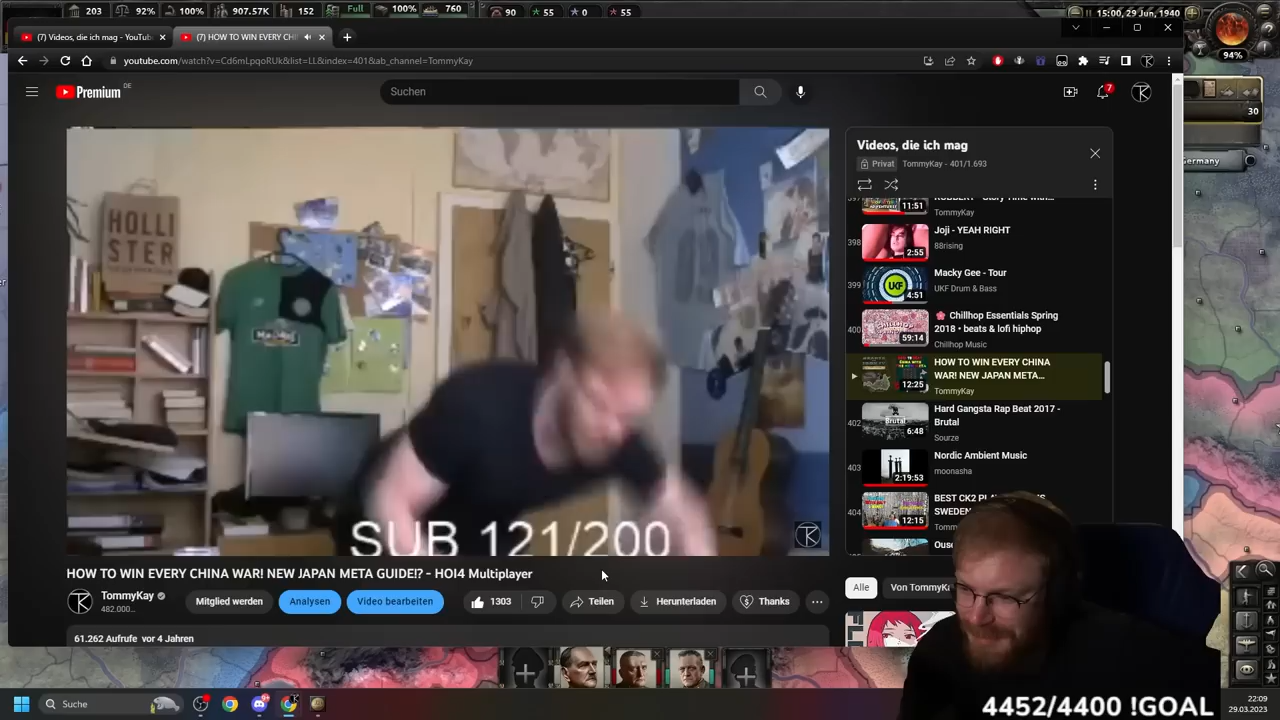 203 92% 100% 907.57K 152 Full 100% 760 90 55 0 55
15:00, 29 Jun, 1940
94%
30
Germany
(7) Videos, die ich mag - YouTub
(7) HOW TO WIN EVERY CHI
youtube.com/watch?v=Cd6mLpqoRUk&list=LL&index=401&ab_channel=TommyKay
Premium DE
Suchen
7
HOLLI
STER
SUB 121/200
HOW TO WIN EVERY CHINA WAR! NEW JAPAN META GUIDE!? - HOI4 Multiplayer
TommyKay
482.000...
Mitglied werden
Analysen
Video bearbeiten
1303
Teilen
Herunterladen
Thanks
61.262 Aufrufe vor 4 Jahren
Videos, die ich mag
Privat TommyKay - 401/1.693
11:51
TommyKay
398
Joji - YEAH RIGHT
88rising
2:55
399
Macky Gee - Tour
UKF Drum & Bass
UKF
4:51
400
🌸 Chillhop Essentials Spring
2018 • beats & lofi hiphop
Chillhop Music
59:14
HOW TO WIN EVERY CHINA
WAR! NEW JAPAN META...
TommyKay
12:25
402
Hard Gangsta Rap Beat 2017 -
Brutal
Sourze
Brutal
6:48
403
Nordic Ambient Music
moonasha
2:19:53
404
BEST CK2
SWEDEN
Tomm
12:15
Alle
Von TommyKa
Suche
22:09
29.03.2023
4452/4400 !GOAL